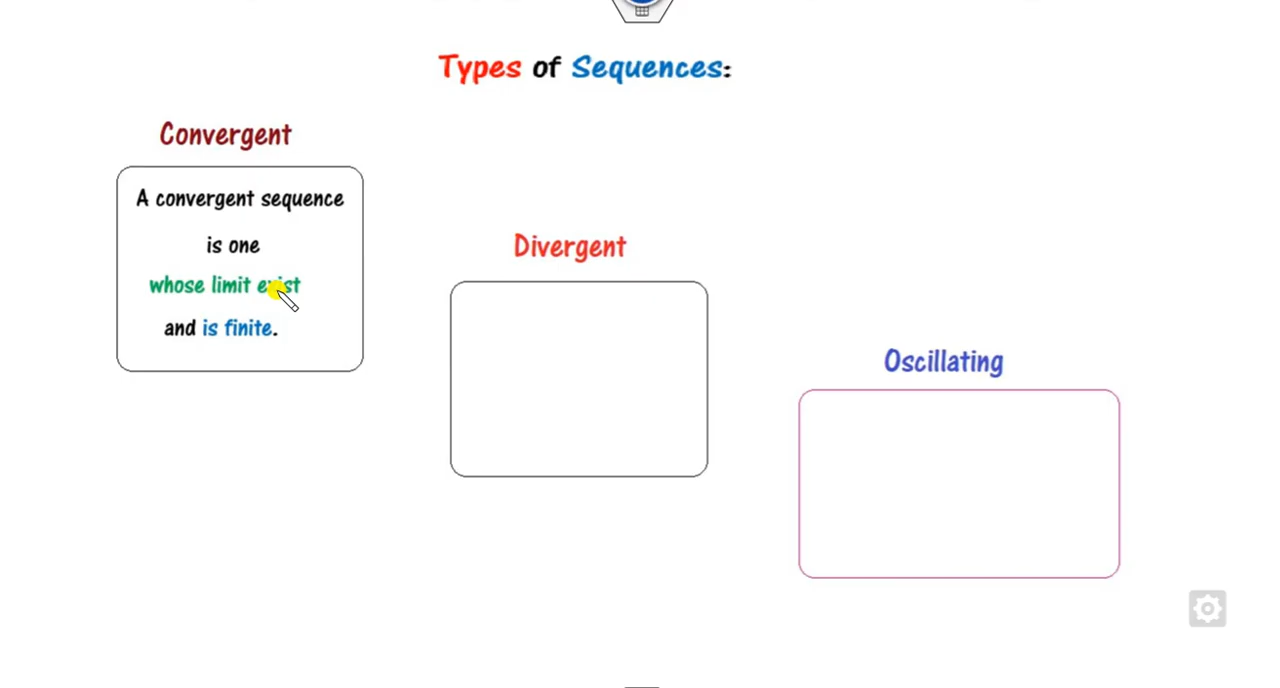 Types of Sequences:
Convergent
A convergent sequence
is one
whose limit exist
and is finite.
Divergent
Oscillating